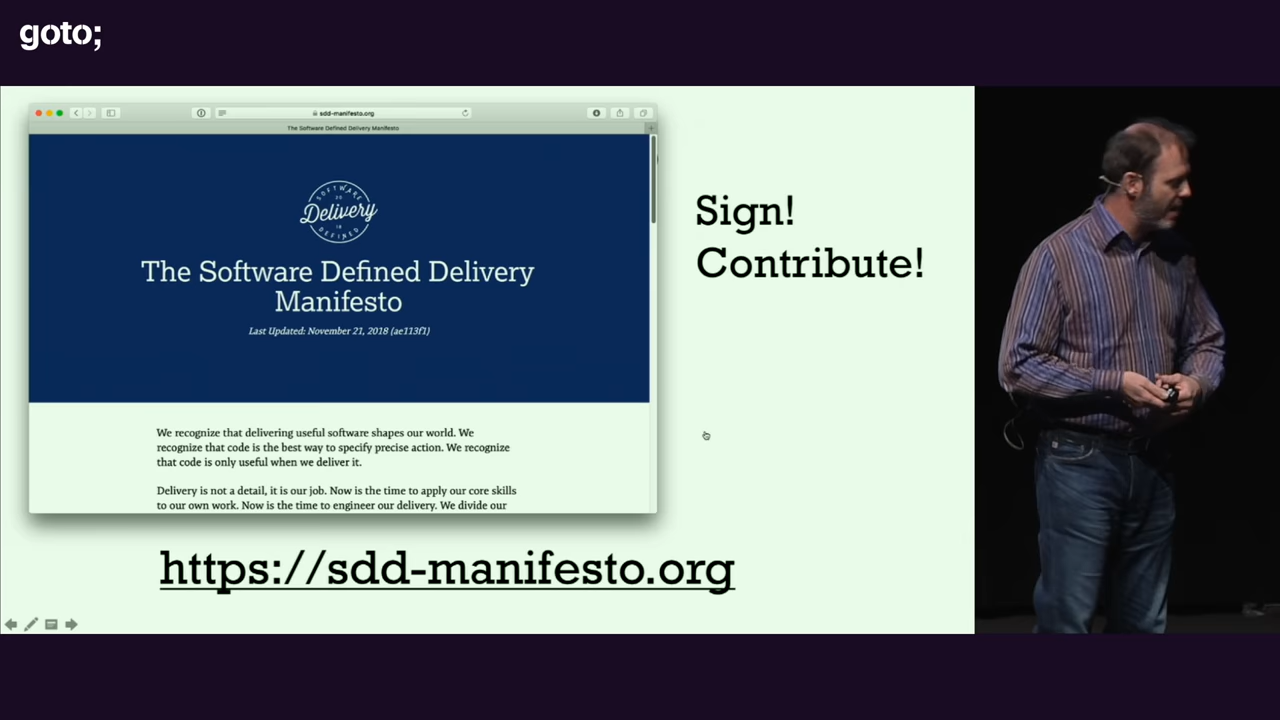 goto;
sdd-manifesto.org
The Software Defined Delivery Manifesto
SOFTWARE
Delivery
DEFINED
The Software Defined Delivery
Manifesto
Last Updated: November 21, 2018 (ae113f1)
We recognize that delivering useful software shapes our world. We
recognize that code is the best way to specify precise action. We recognize
that code is only useful when we deliver it.
Delivery is not a detail, it is our job. Now is the time to apply our core skills
to our own work. Now is the time to engineer our delivery. We divide our
Sign!
Contribute!
https://sdd-manifesto.org